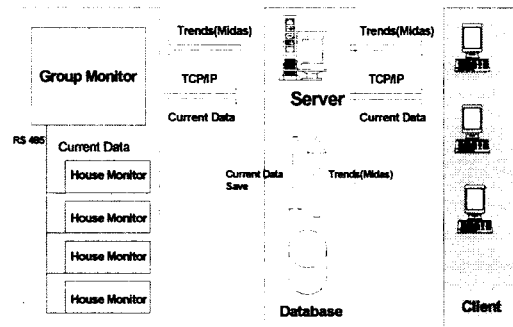 Trends(Midas)
Group Monitor
TCP/IP
Current Data
Server
Trends(Midas)
TCP/IP
Current Data
RS 485
Current Data
House Monitor
House Monitor
House Monitor
House Monitor
Current Data
Save
Trends(Midas)
Database
Client